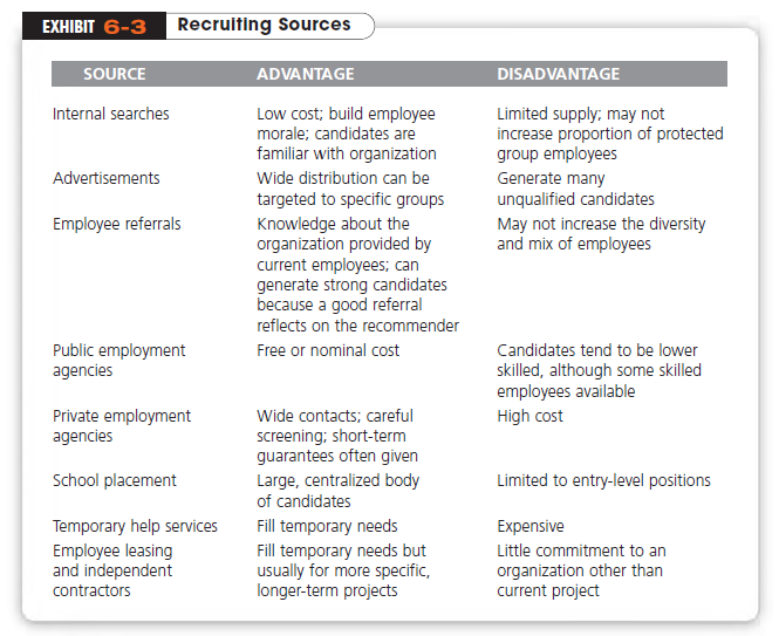 EXHIBIT 6-3 Recruiting Sources
SOURCE ADVANTAGE DISADVANTAGE
Internal searches Low cost; build employee Limited supply; may not
morale; candidates are increase proportion of protected
familiar with organization group employees
Advertisements Wide distribution can be Generate many
targeted to specific groups unqualified candidates
Employee referrals Knowledge about the May not increase the diversity
organization provided by and mix of employees
current employees; can
generate strong candidates
because a good referral
reflects on the recommender
Public employment Free or nominal cost Candidates tend to be lower
agencies skilled, although some skilled
employees available
Private employment Wide contacts; careful High cost
agencies screening; short-term
guarantees often given
School placement Large, centralized body Limited to entry-level positions
of candidates
Temporary help services Fill temporary needs Expensive
Employee leasing Fill temporary needs but Little commitment to an
and independent usually for more specific, organization other than
contractors longer-term projects current project